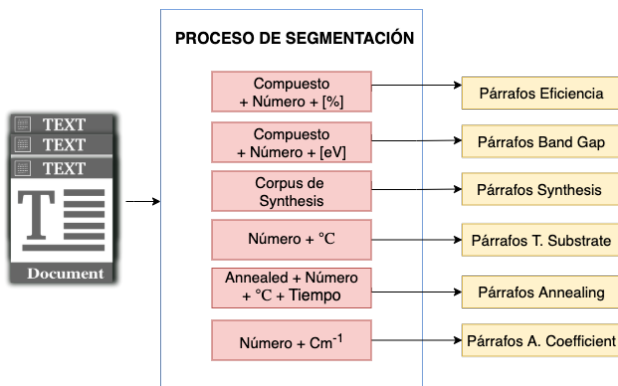 PROCESO DE SEGMENTACIÓN
TEXT
TEXT
TEXT
T
Document
Compuesto
+ Número + [%]
Párrafos Eficiencia
Compuesto
+ Número + [eV]
Párrafos Band Gap
Corpus de
Synthesis
Párrafos Synthesis
Número + °C
Párrafos T. Substrate
Annealed + Número
+ °C + Tiempo
Párrafos Annealing
Número + Cm⁻¹
Párrafos A. Coefficient